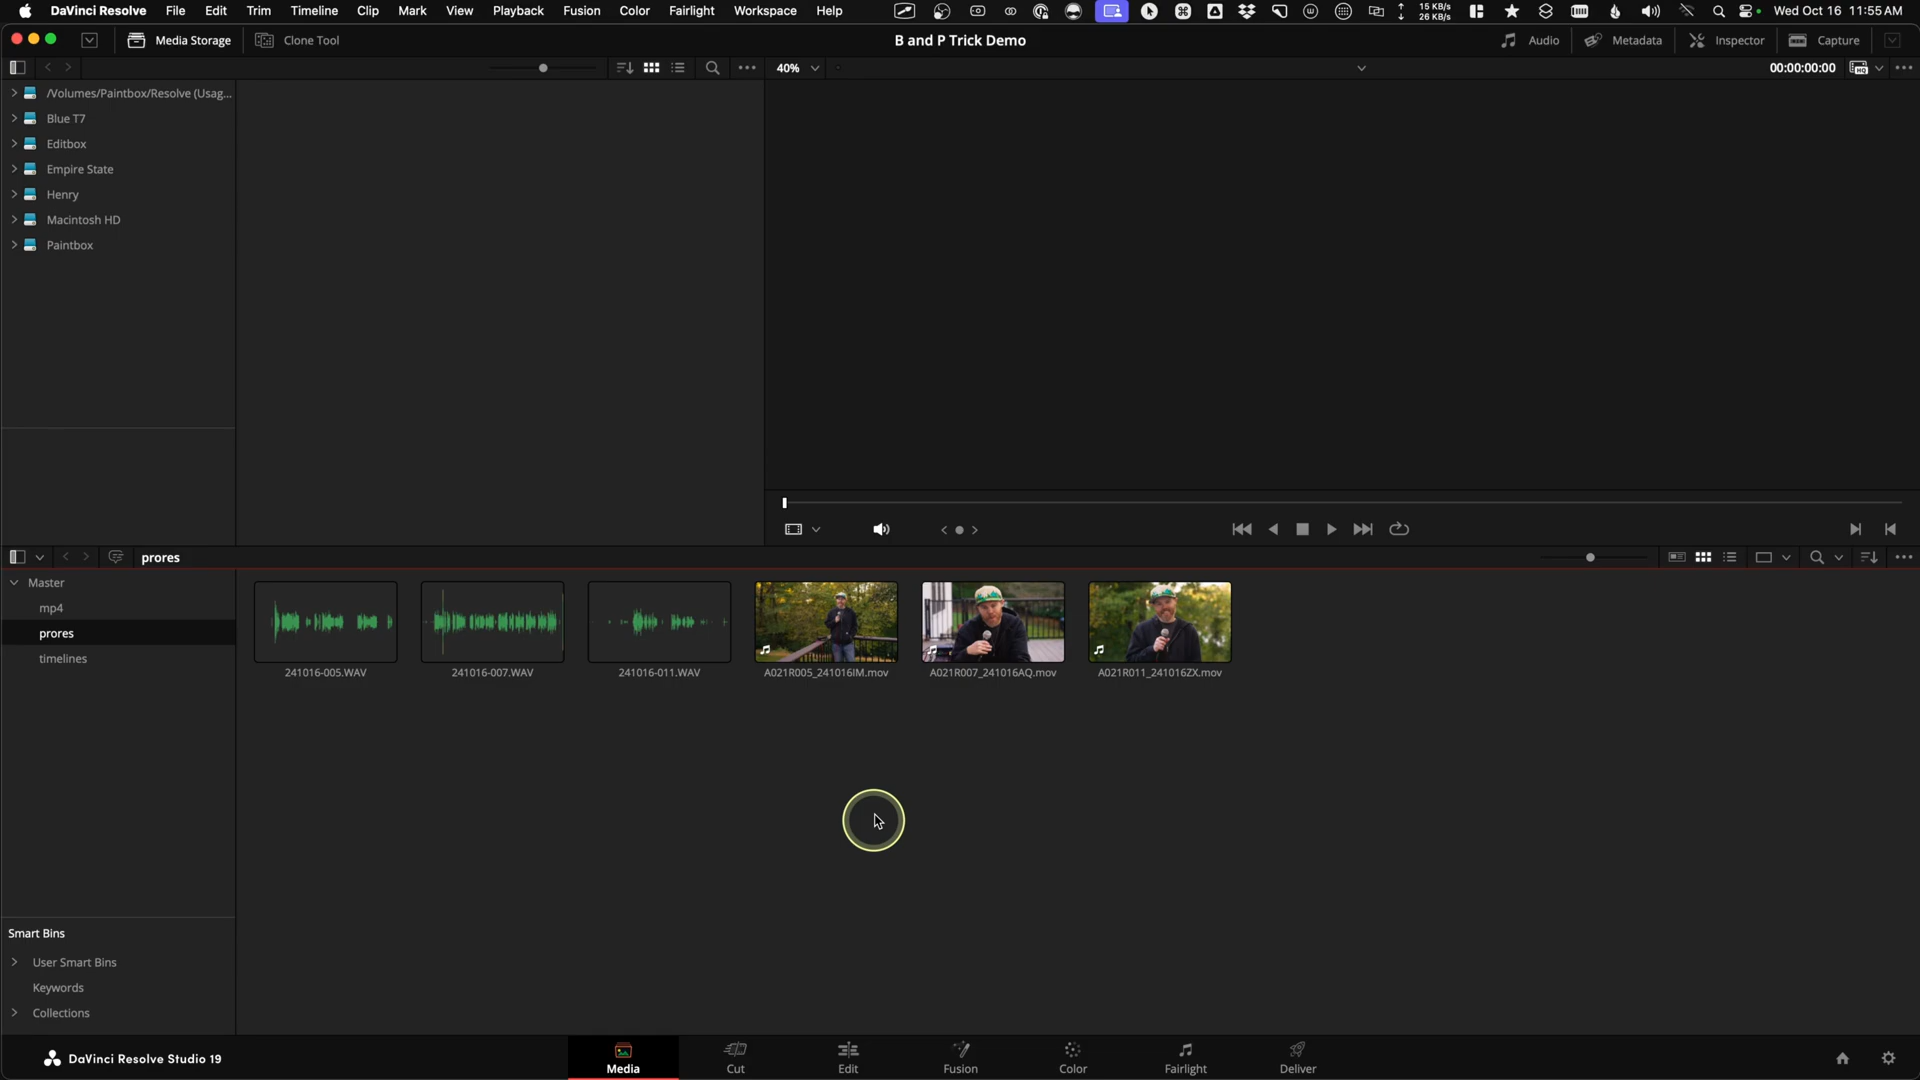 DaVinci Resolve File Edit Trim Timeline Clip Mark View Playback Fusion Color Fairlight Workspace Help 15 KB/s 26 KB/s Wed Oct 16 11:55 AM
Media Storage Clone Tool B and P Trick Demo Audio Metadata Inspector Capture
40% 00:00:00:00
/Volumes/Paintbox/Resolve (Usag...
Blue T7
Editbox
Empire State
Henry
Macintosh HD
Paintbox
prores
Master
mp4
prores
timelines
241016-005.WAV 241016-007.WAV 241016-011.WAV A021R005_241016IM.mov A021R007_241016AQ.mov A021R011_241016ZX.mov
Smart Bins
User Smart Bins
Keywords
Collections
DaVinci Resolve Studio 19
Media Cut Edit Fusion Color Fairlight Deliver